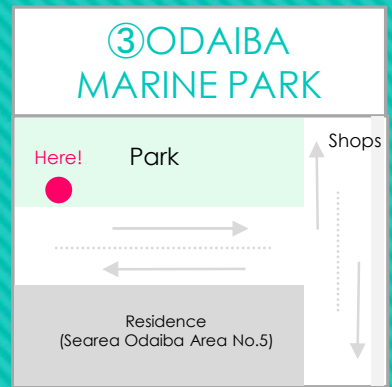 ③ODAIBA
MARINE PARK
Shops
Here!
Park
Residence
(Searea Odaiba Area No.5)